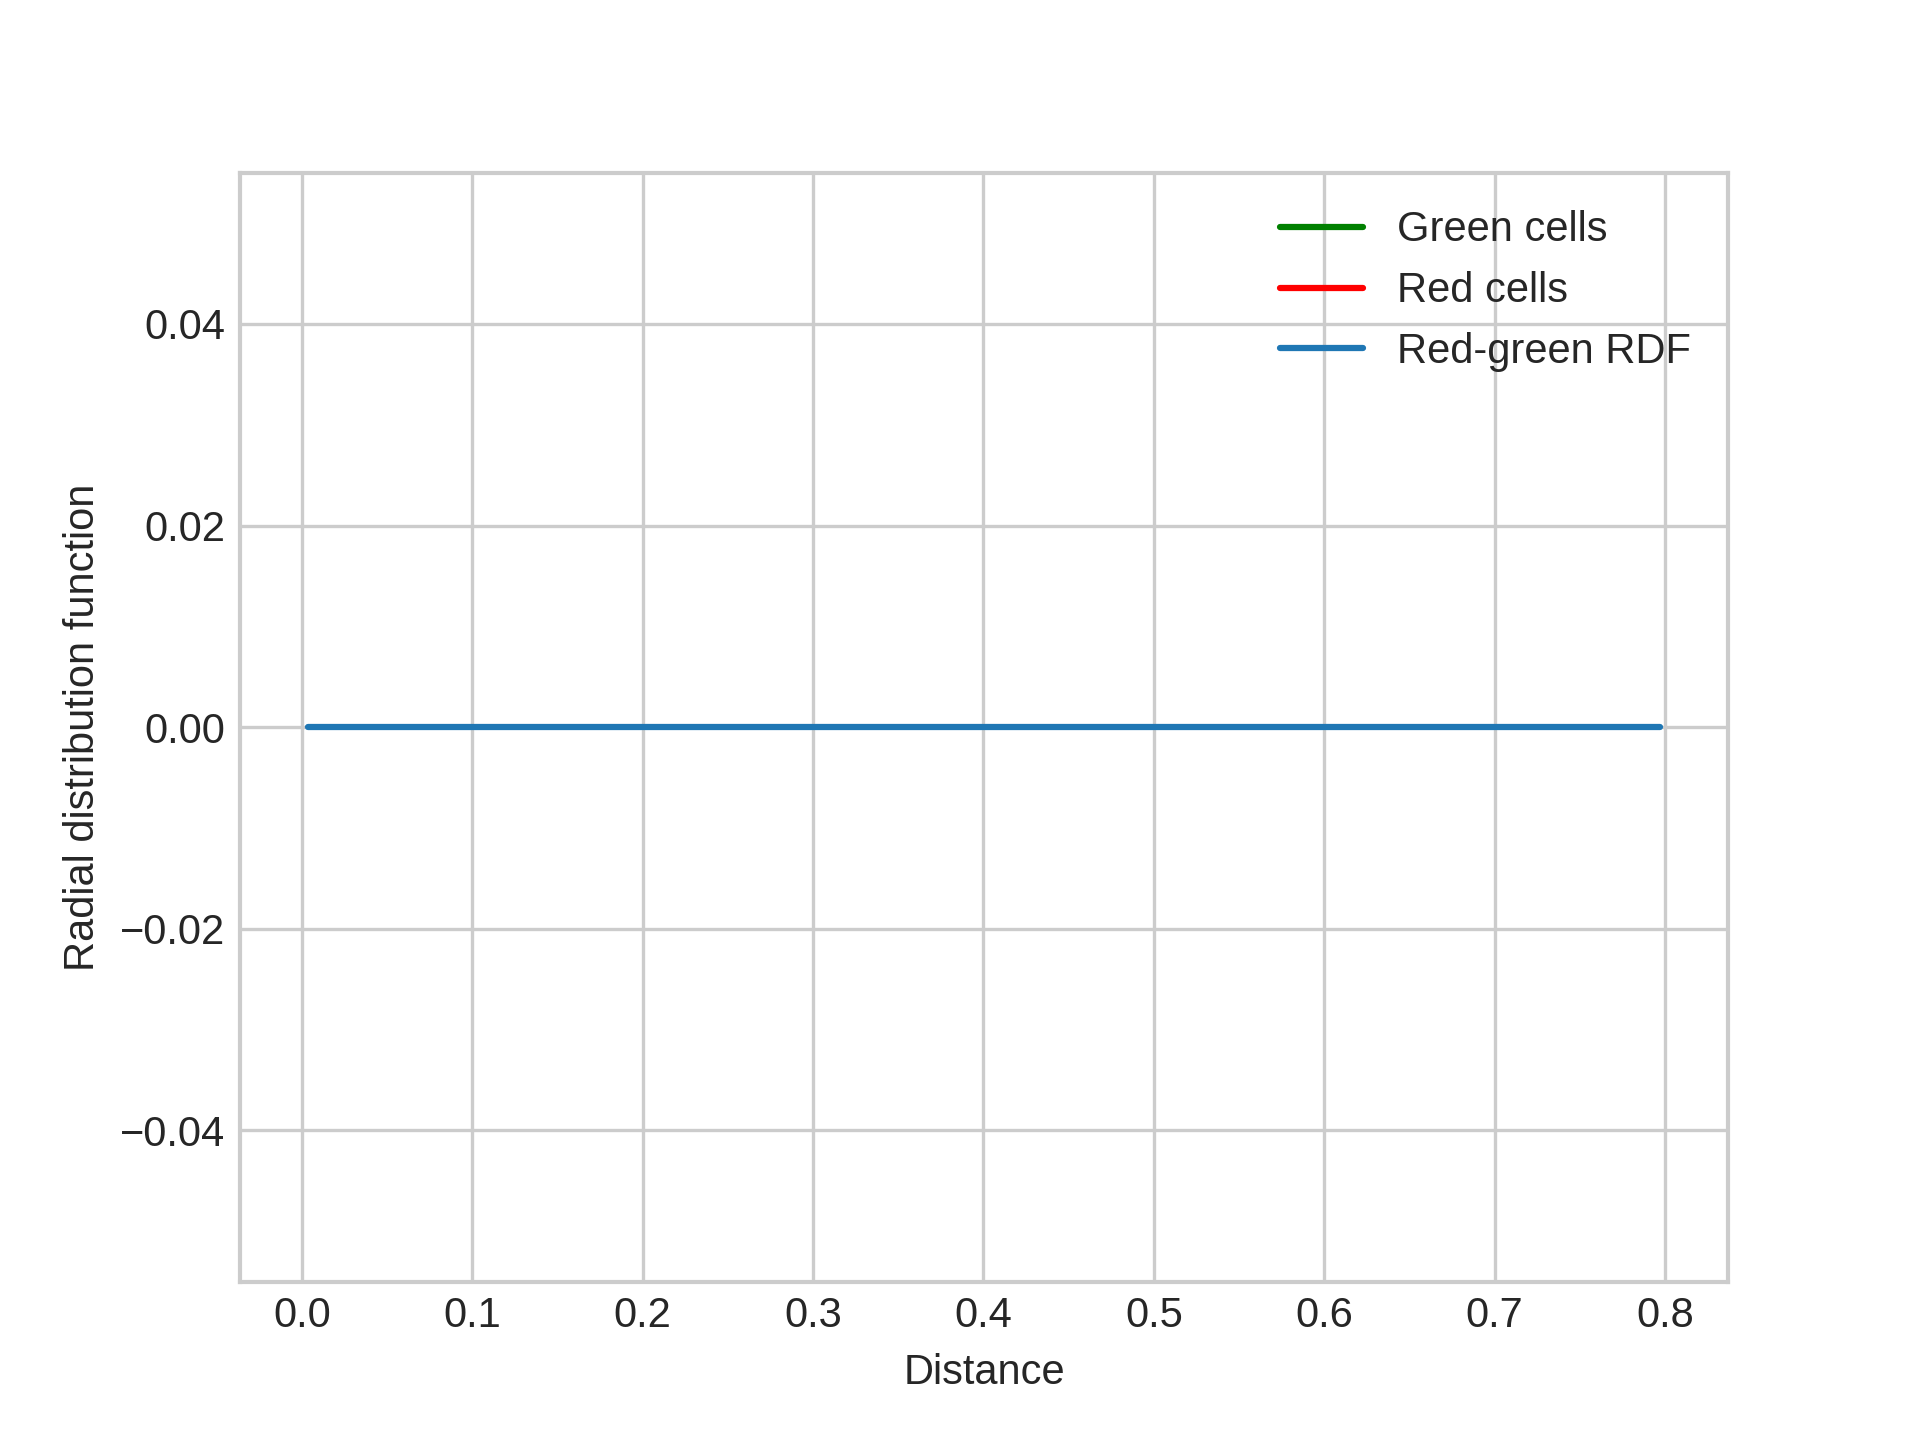 Green cells
Red cells
Red-green RDF
0.04
0.02
0.00
−0.02
−0.04
Radial distribution function
0.0 0.1 0.2 0.3 0.4 0.5 0.6 0.7 0.8
Distance